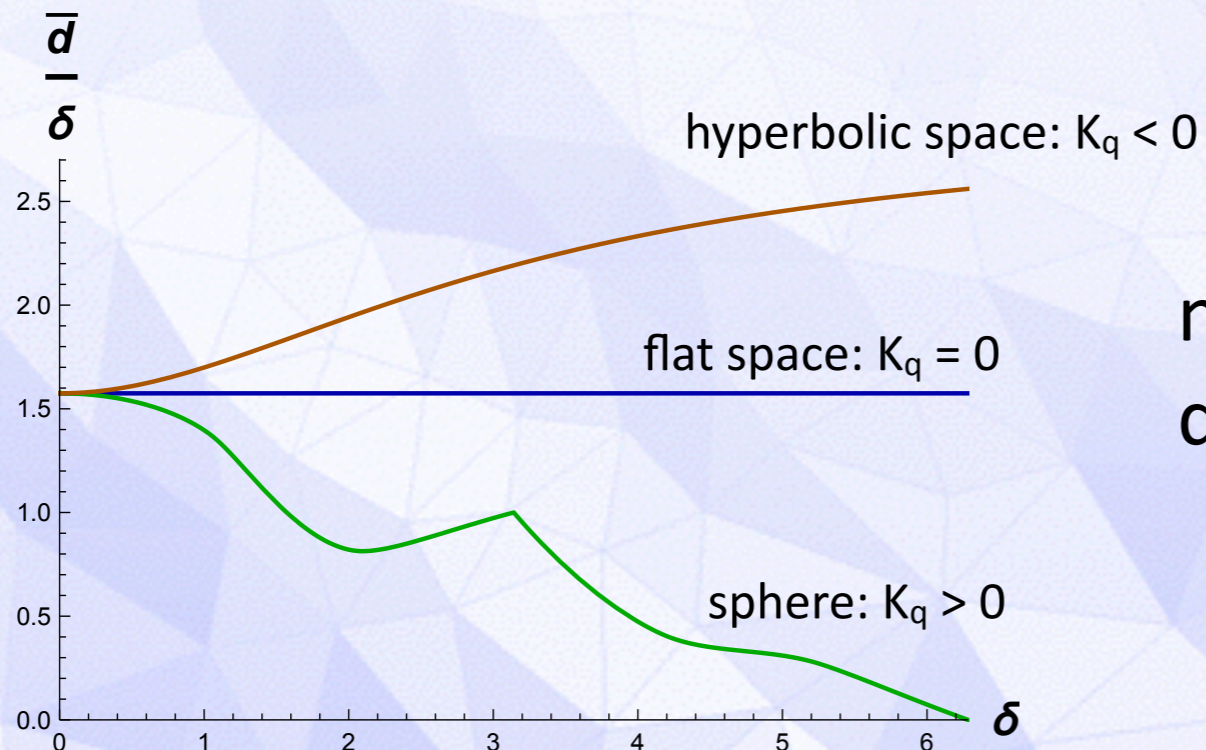 d̅
δ
hyperbolic space: Kq < 0
2.5
2.0
flat space: Kq = 0
1.5
1.0
sphere: Kq > 0
0.5
0.0
δ
0 1 2 3 4 5 6